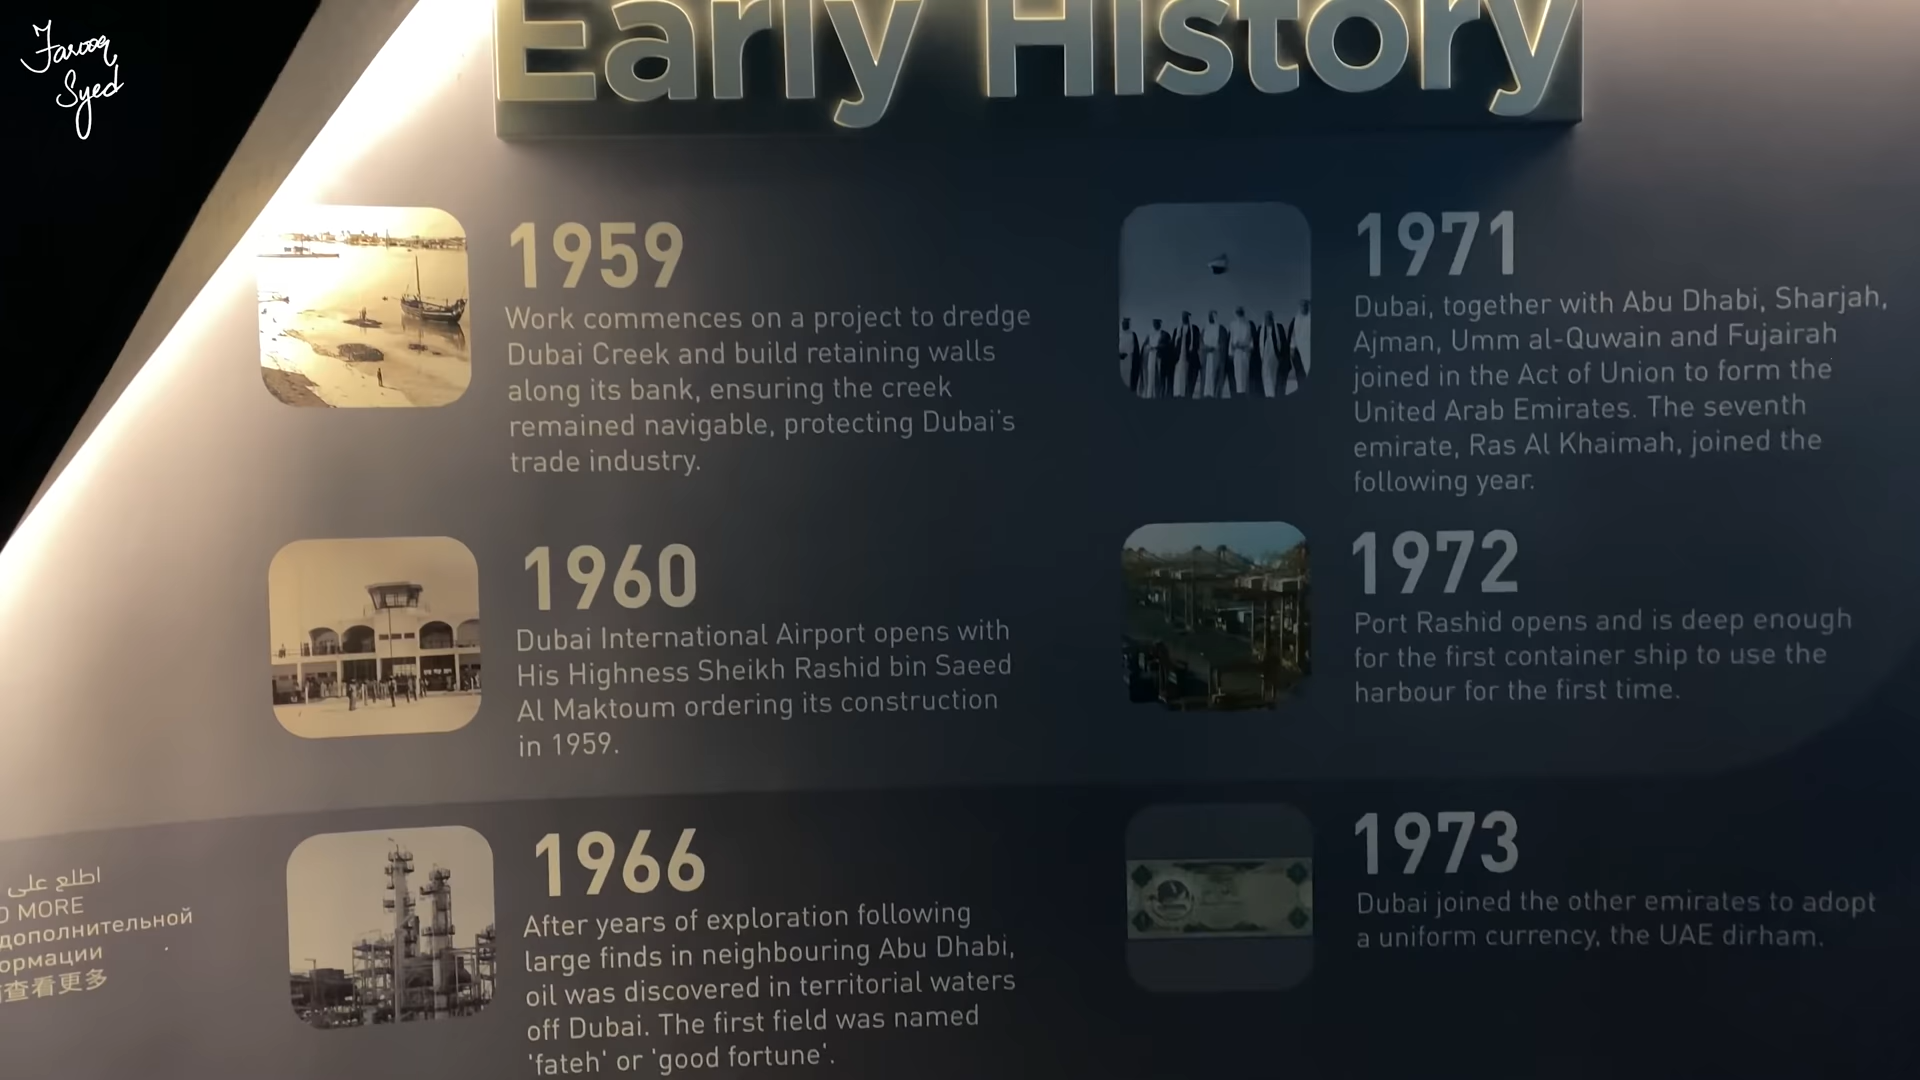 Farooq
Syed
Early History
1959
Work commences on a project to dredge
Dubai Creek and build retaining walls
along its bank, ensuring the creek
remained navigable, protecting Dubai's
trade industry.
1960
Dubai International Airport opens with
His Highness Sheikh Rashid bin Saeed
Al Maktoum ordering its construction
in 1959.
1966
After years of exploration following
large finds in neighbouring Abu Dhabi,
oil was discovered in territorial waters
off Dubai. The first field was named
'fateh' or 'good fortune'.
1971
Dubai, together with Abu Dhabi, Sharjah,
Ajman, Umm al-Quwain and Fujairah
joined in the Act of Union to form the
United Arab Emirates. The seventh
emirate, Ras Al Khaimah, joined the
following year.
1972
Port Rashid opens and is deep enough
for the first container ship to use the
harbour for the first time.
1973
Dubai joined the other emirates to adopt
a uniform currency, the UAE dirham.
اطلع على
MORE
дополнительной
ормации
查看更多